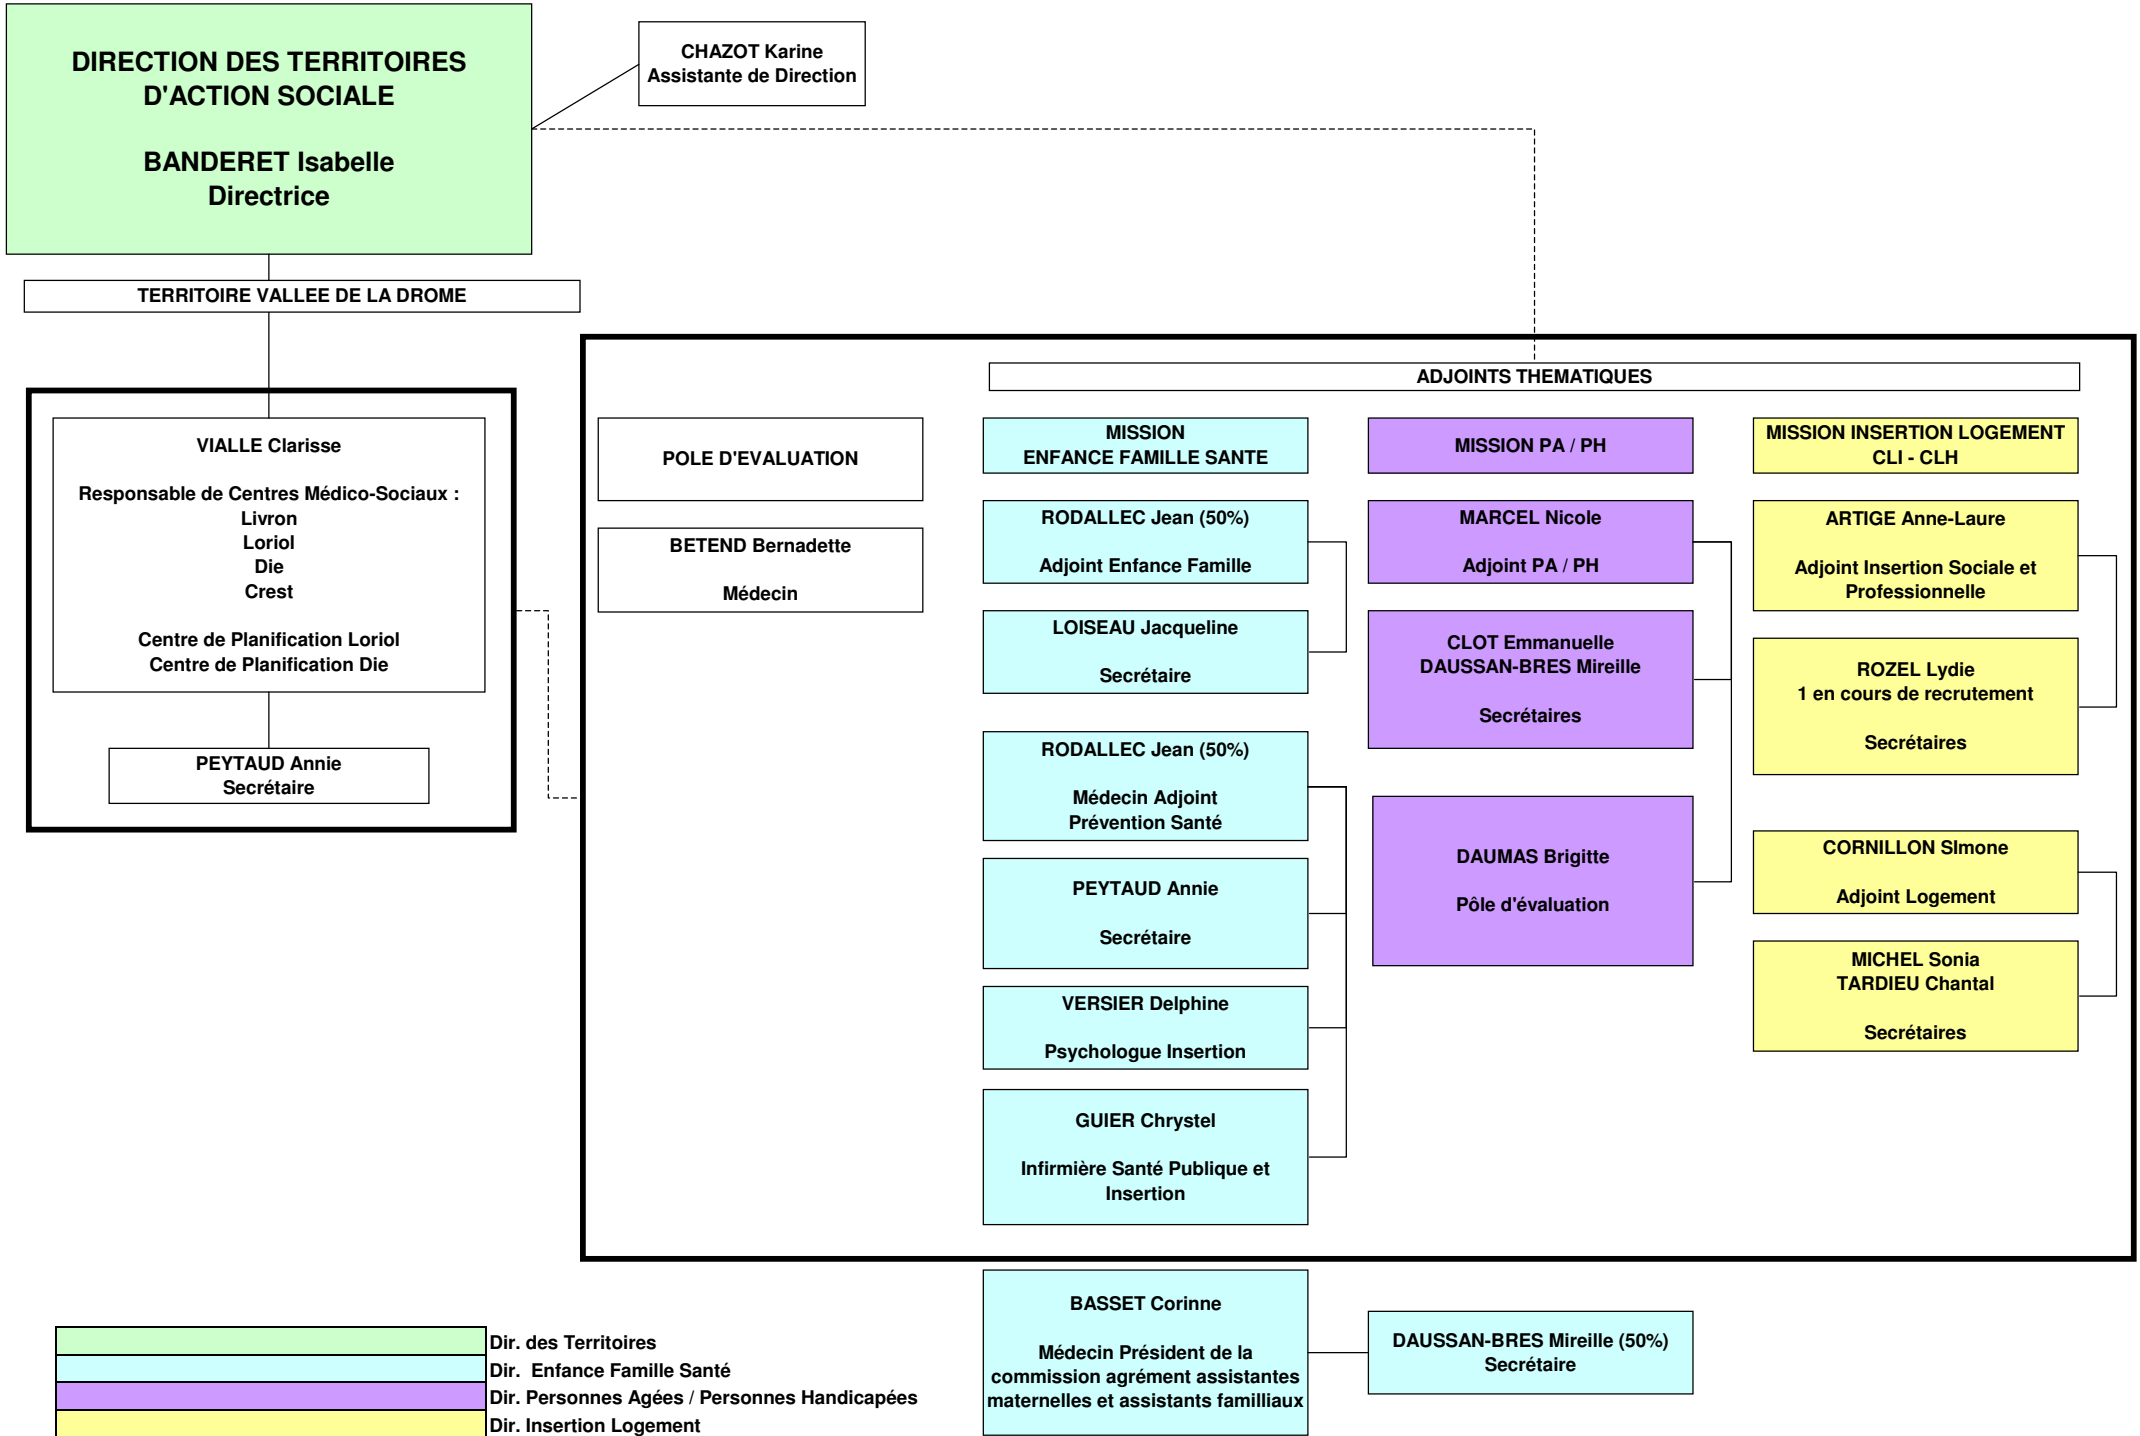 DIRECTION DES TERRITOIRES
D'ACTION SOCIALE
BANDERET Isabelle
Directrice
CHAZOT Karine
Assistante de Direction
TERRITOIRE VALLEE DE LA DROME
VIALLE Clarisse
Responsable de Centres Médico-Sociaux :
Livron
Loriol
Die
Crest
Centre de Planification Loriol
Centre de Planification Die
PEYTAUD Annie
Secrétaire
ADJOINTS THEMATIQUES
POLE D'EVALUATION
BETEND Bernadette
Médecin
MISSION
ENFANCE FAMILLE SANTE
RODALLEC Jean (50%)
Adjoint Enfance Famille
LOISEAU Jacqueline
Secrétaire
RODALLEC Jean (50%)
Médecin Adjoint
Prévention Santé
PEYTAUD Annie
Secrétaire
VERSIER Delphine
Psychologue Insertion
GUIER Chrystel
Infirmière Santé Publique et
Insertion
MISSION PA / PH
MARCEL Nicole
Adjoint PA / PH
CLOT Emmanuelle
DAUSSAN-BRES Mireille
Secrétaires
DAUMAS Brigitte
Pôle d'évaluation
MISSION INSERTION LOGEMENT
CLI - CLH
ARTIGE Anne-Laure
Adjoint Insertion Sociale et
Professionnelle
ROZEL Lydie
1 en cours de recrutement
Secrétaires
CORNILLON SImone
Adjoint Logement
MICHEL Sonia
TARDIEU Chantal
Secrétaires
BASSET Corinne
Médecin Président de la
commission agrément assistantes
maternelles et assistants familliaux
DAUSSAN-BRES Mireille (50%)
Secrétaire
Dir. des Territoires
Dir. Enfance Famille Santé
Dir. Personnes Agées / Personnes Handicapées
Dir. Insertion Logement